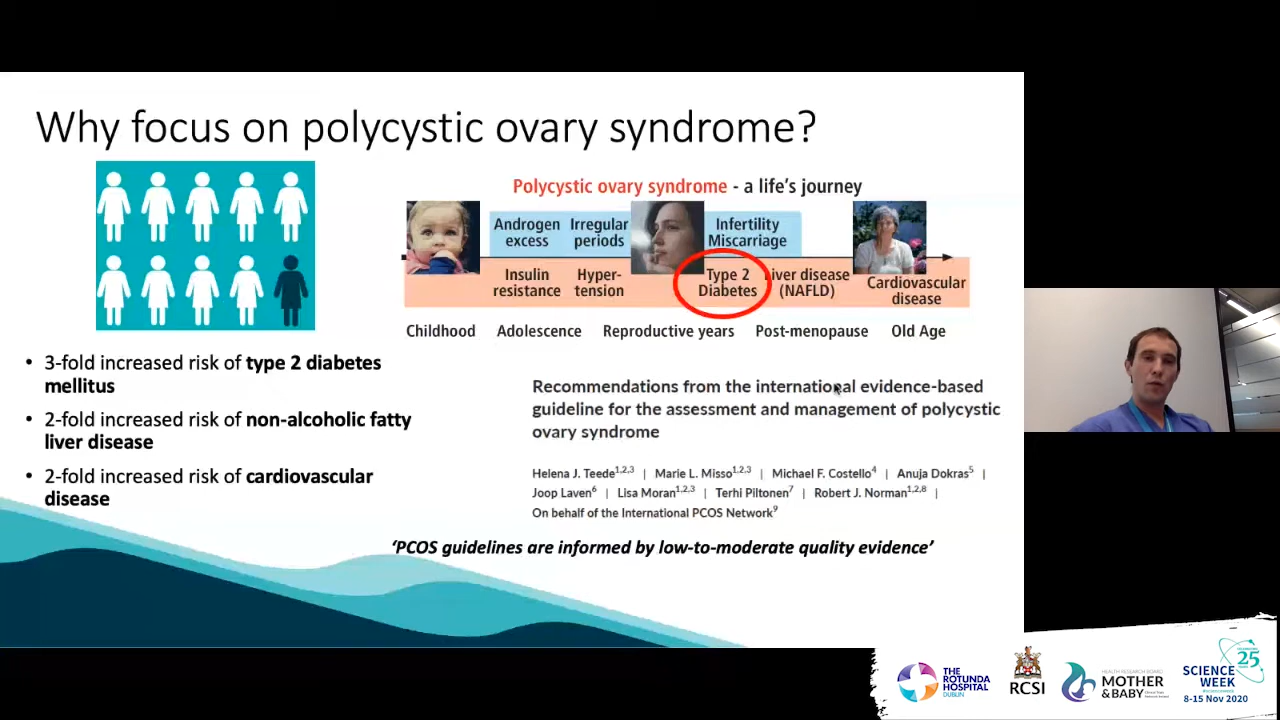 Why focus on polycystic ovary syndrome?
Polycystic ovary syndrome - a life's journey
Androgen excess
Irregular periods
Infertility Miscarriage
Insulin resistance
Hyper-tension
Type 2 Diabetes
Liver disease (NAFLD)
Cardiovascular disease
Childhood
Adolescence
Reproductive years
Post-menopause
Old Age
• 3-fold increased risk of type 2 diabetes
mellitus
• 2-fold increased risk of non-alcoholic fatty
liver disease
• 2-fold increased risk of cardiovascular
disease
Recommendations from the international evidence-based
guideline for the assessment and management of polycystic
ovary syndrome
Helena J. Teede1,2,3 | Marie L. Misso1,2,3 | Michael F. Costello4 | Anuja Dokras5 |
Joop Laven6 | Lisa Moran1,2,3 | Terhi Piltonen7 | Robert J. Norman1,2,8 |
On behalf of the International PCOS Network9
‘PCOS guidelines are informed by low-to-moderate quality evidence’
THE
ROTUNDA
HOSPITAL
DUBLIN
RCSI
HEALTH RESEARCH BOARD
MOTHER
& BABY
25
SCIENCE
WEEK
8-15 Nov 2020